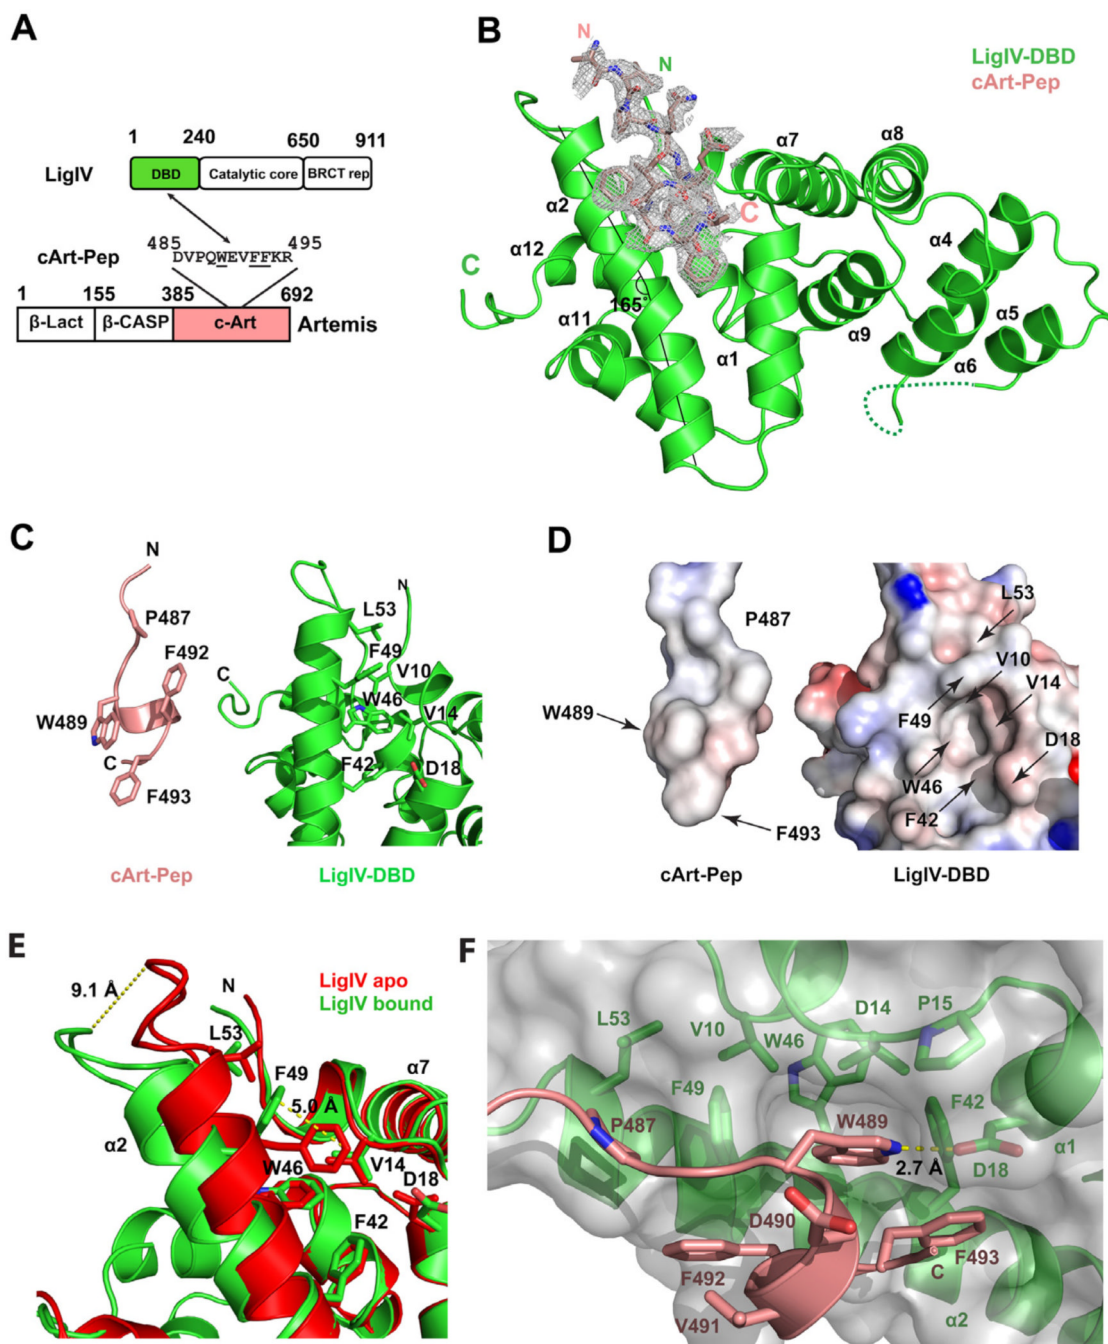 A
1 240 650 911
LigIV DBD Catalytic core BRCT rep
485 495
cArt-Pep DVPQWEVFFKR
1 155 385 692
β-Lact β-CASP c-Art Artemis
B
N
N
LigIV-DBD
cArt-Pep
α7
α8
α2
C
α12
α4
C
165°
α11
α5
α9
α1
α6
C
N
P487
F492
W489
C
F493
cArt-Pep
N
L53
F49
C
V10
W46
V14
F42
D18
LigIV-DBD
D
P487
W489
F493
cArt-Pep
L53
V10
V14
F49
D18
W46
F42
LigIV-DBD
E
LigIV apo
LigIV bound
9.1 Å
N
L53
F49
α7
5.0 Å
α2
V14
W46
D18
F42
F
D14
P15
L53
V10
W46
F49
F42
P487
W489
α1
2.7 Å
D18
D490
F493
C
F492
V491
α2